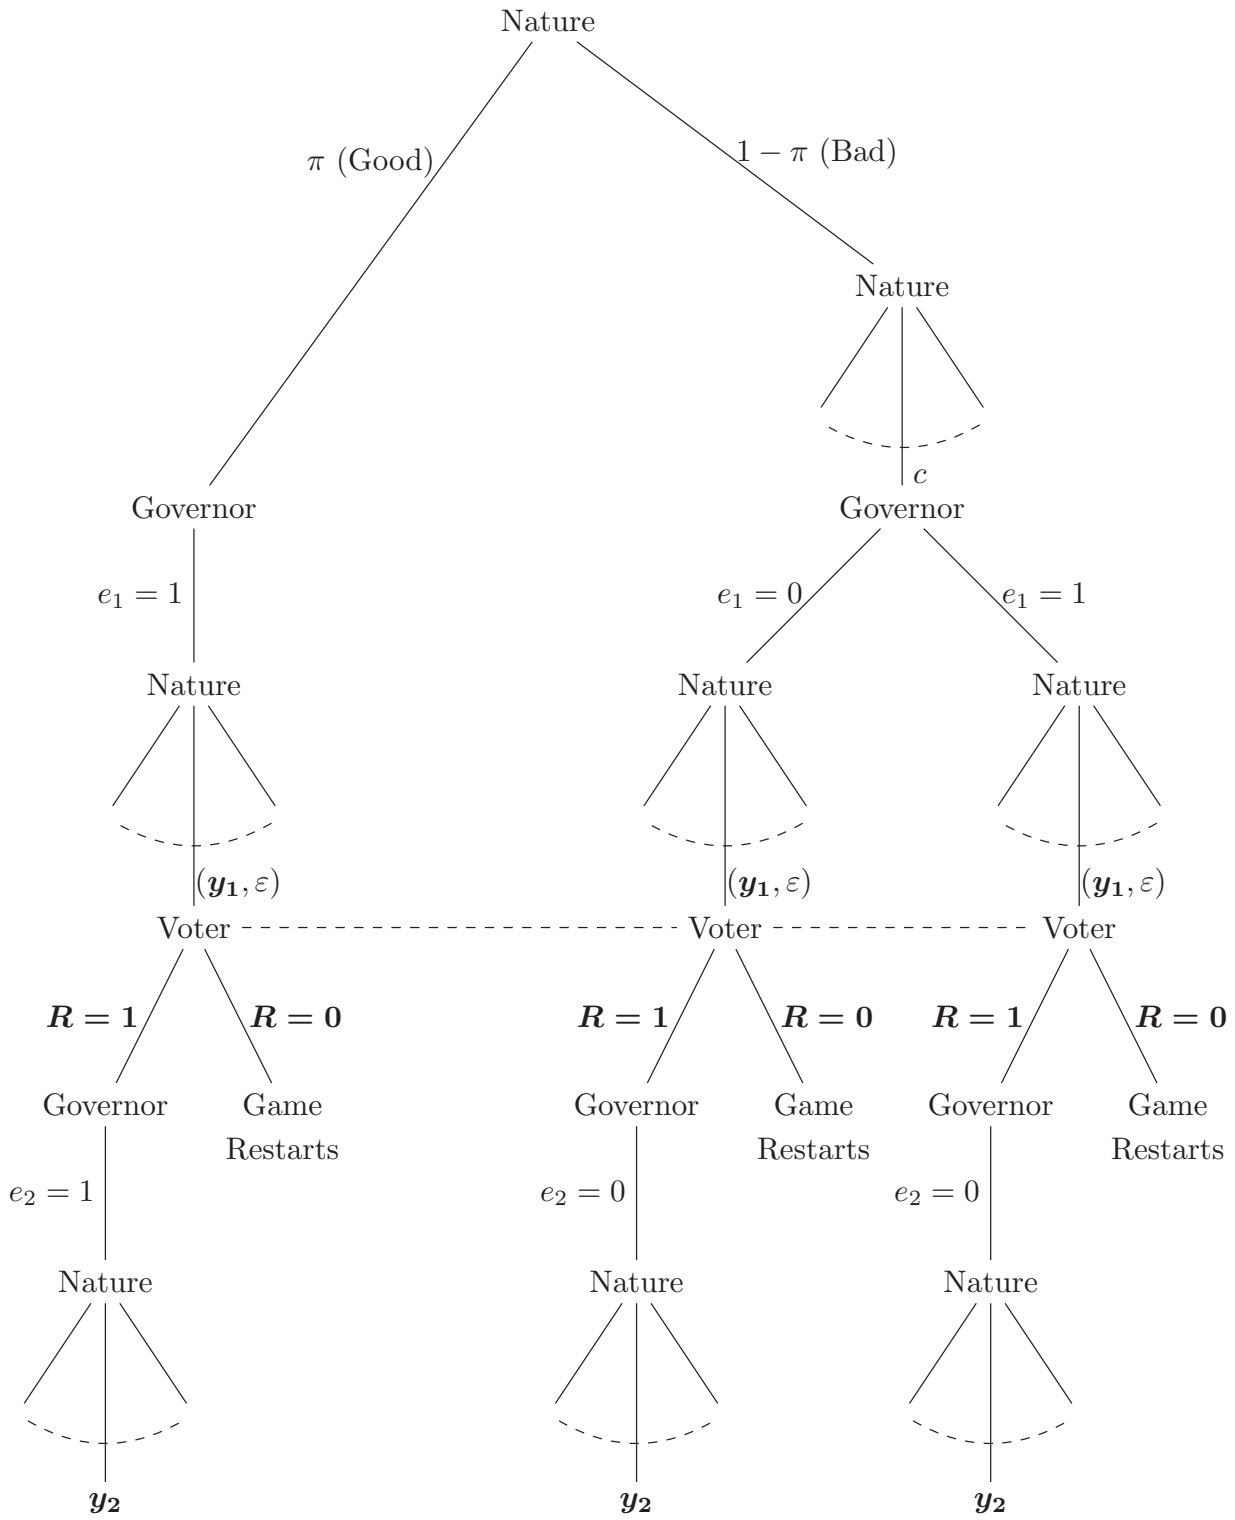 Nature
π (Good)
1 − π (Bad)
Nature
c
Governor
Governor
e₁ = 1
e₁ = 0
e₁ = 1
Nature
Nature
Nature
(y₁, ε)
(y₁, ε)
(y₁, ε)
Voter
Voter
Voter
R = 1
R = 0
R = 1
R = 0
R = 1
R = 0
Governor
Game
Restarts
Governor
Game
Restarts
Governor
Game
Restarts
e₂ = 1
e₂ = 0
e₂ = 0
Nature
Nature
Nature
y₂
y₂
y₂